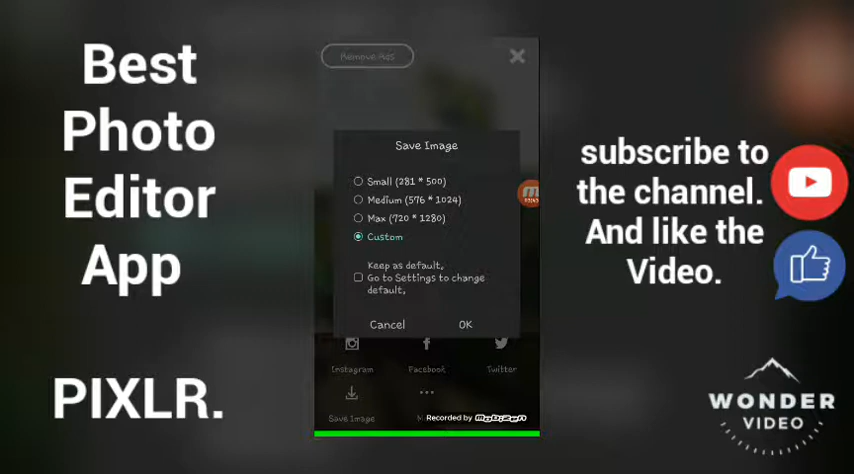 Best
Photo
Editor
App
PIXLR.
Remove Ads
Save Image
Small (281 * 500)
Medium (576 * 1024)
Max (720 * 1280)
Custom
Keep as default,
Go to Settings to change
default,
Cancel OK
Instagram Facebook Twitter
Save Image
Recorded by Mobizen
subscribe to
the channel.
And like the
Video.
WONDER
VIDEO